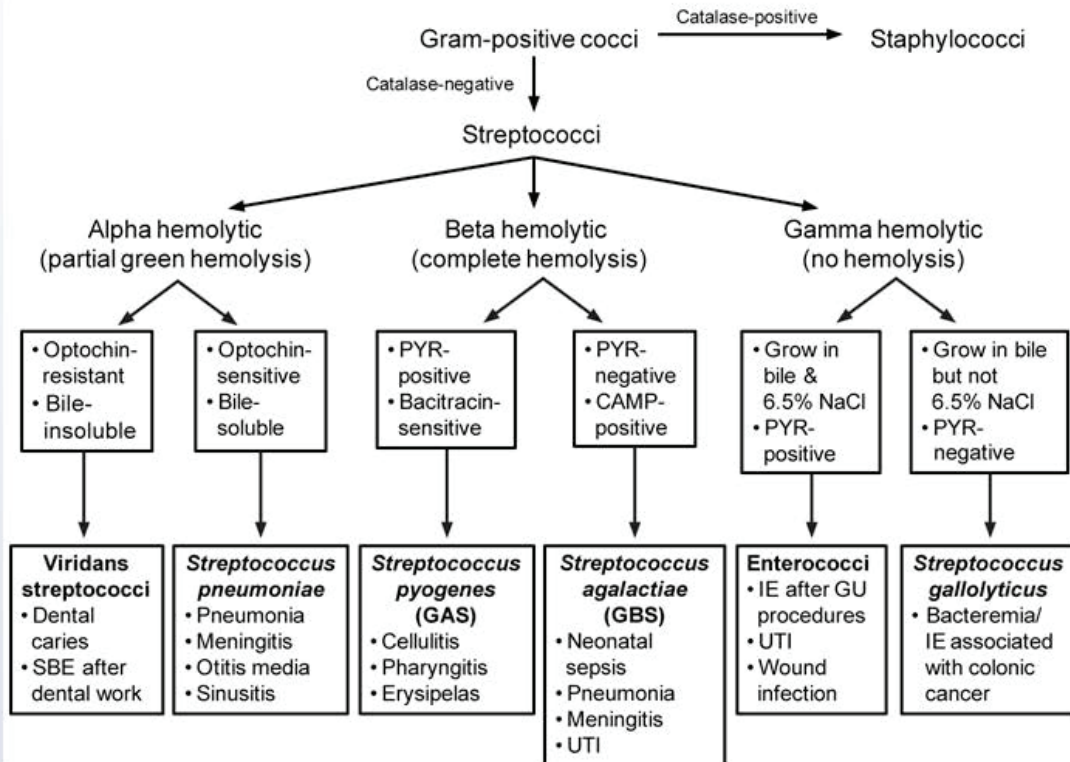 Catalase-positive
Gram-positive cocci
Staphylococci
Catalase-negative
Streptococci
Alpha hemolytic
(partial green hemolysis)
Beta hemolytic
(complete hemolysis)
Gamma hemolytic
(no hemolysis)
• Optochin-
resistant
• Bile-
insoluble
• Optochin-
sensitive
• Bile-
soluble
• PYR-
positive
• Bacitracin-
sensitive
• PYR-
negative
• CAMP-
positive
• Grow in
bile &
6.5% NaCl
• PYR-
positive
• Grow in bile
but not
6.5% NaCl
• PYR-
negative
Viridans
streptococci
• Dental
caries
• SBE after
dental work
Streptococcus
pneumoniae
• Pneumonia
• Meningitis
• Otitis media
• Sinusitis
Streptococcus
pyogenes
(GAS)
• Cellulitis
• Pharyngitis
• Erysipelas
Streptococcus
agalactiae
(GBS)
• Neonatal
sepsis
• Pneumonia
• Meningitis
• UTI
Enterococci
• IE after GU
procedures
• UTI
• Wound
infection
Streptococcus
gallolyticus
• Bacteremia/
IE associated
with colonic
cancer